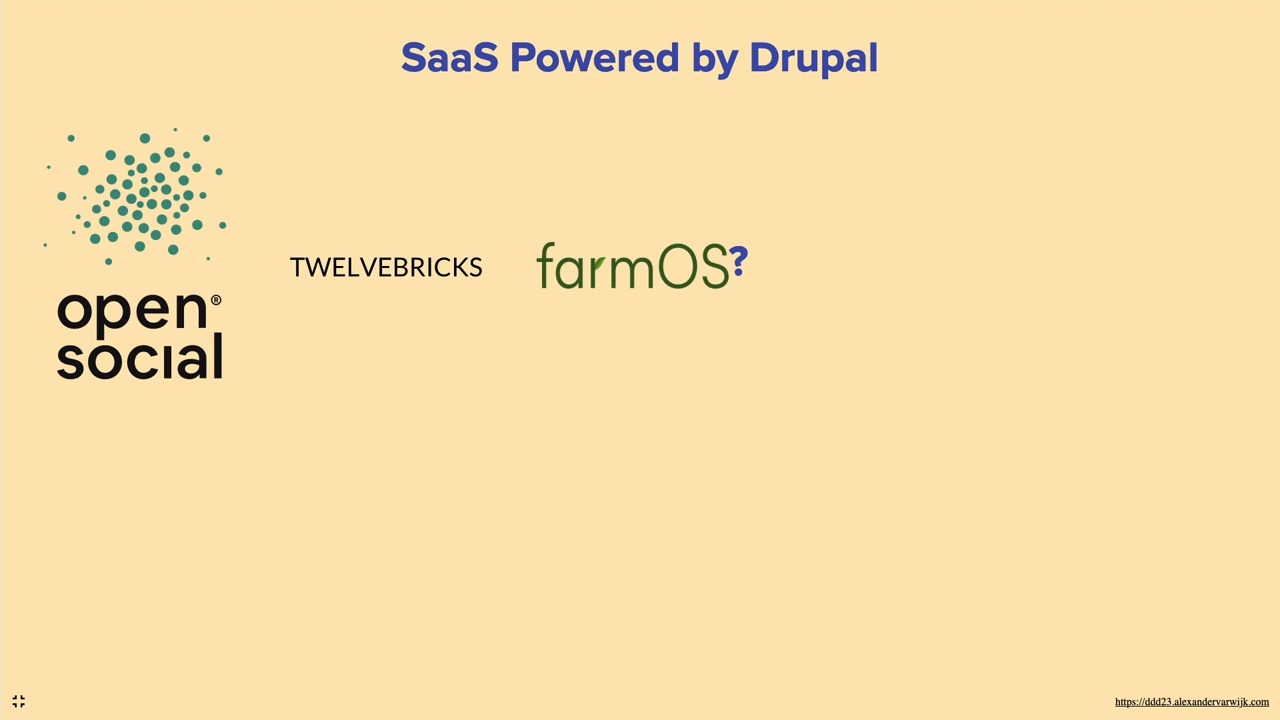 SaaS Powered by Drupal
open®
social
TWELVEBRICKS
farmOS?
https://ddd23.alexandervarwijk.com